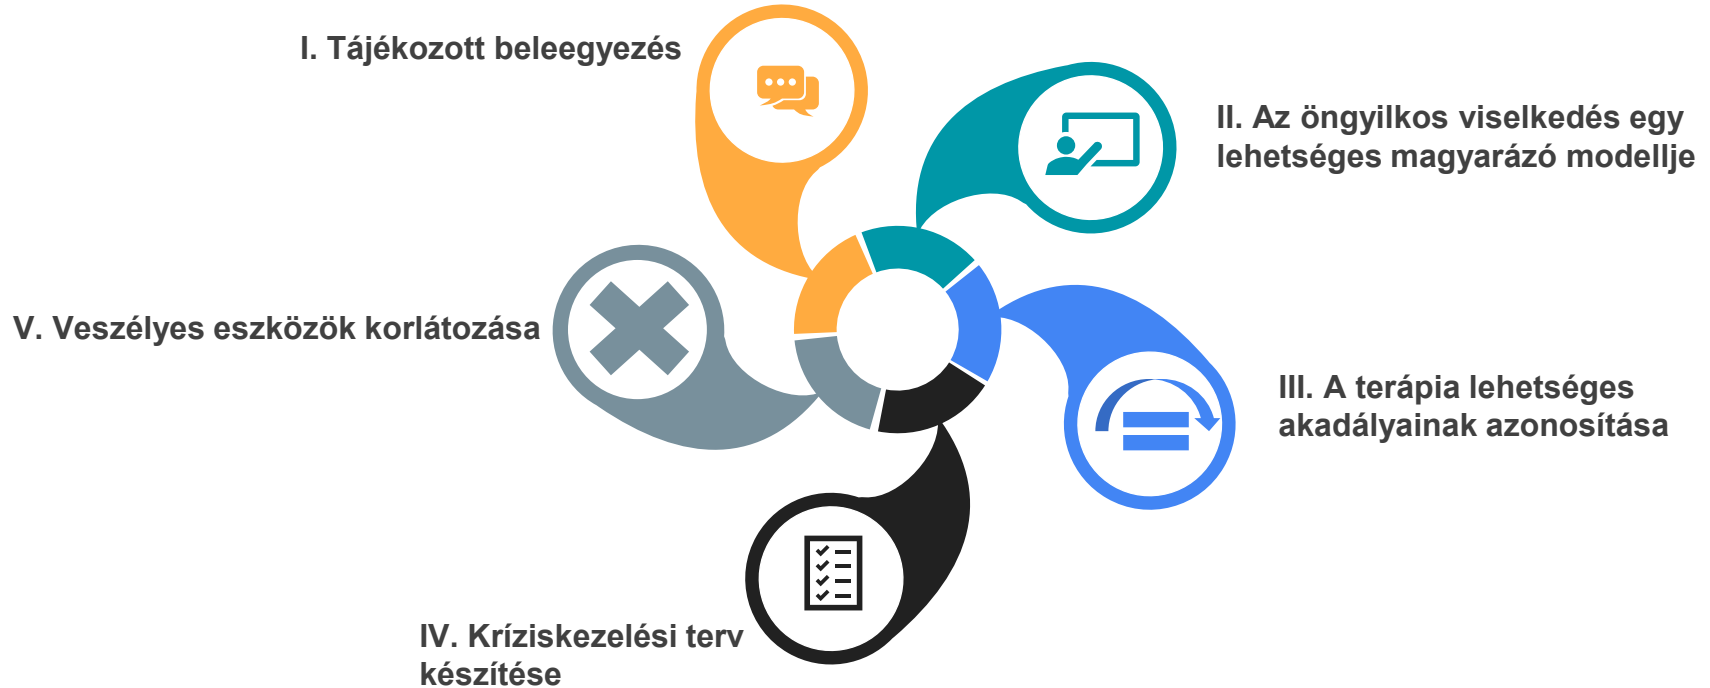 I. Tájékozott beleegyezés
II. Az öngyilkos viselkedés egy
lehetséges magyarázó modellje
III. A terápia lehetséges
akadályainak azonosítása
IV. Kríziskezelési terv
készítése
V. Veszélyes eszközök korlátozása